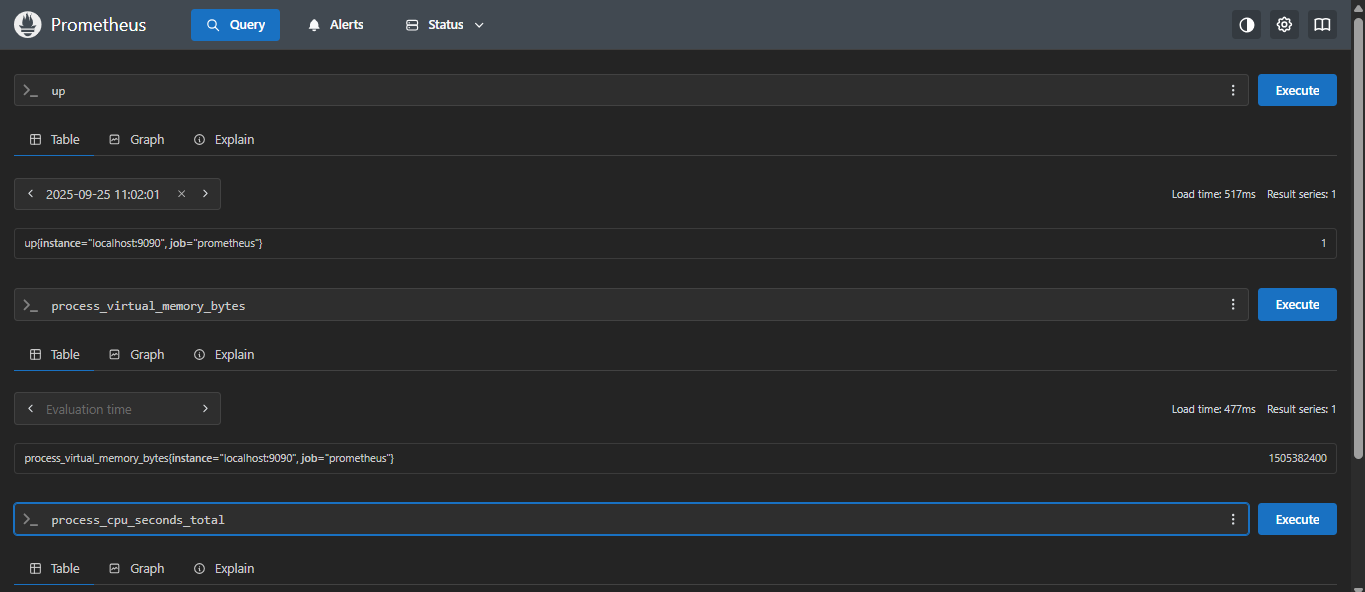 Prometheus Query Alerts Status
up Execute
Table Graph Explain
2025-09-25 11:02:01 Load time: 517ms Result series: 1
up{instance="localhost:9090", job="prometheus"} 1
process_virtual_memory_bytes Execute
Table Graph Explain
Evaluation time Load time: 477ms Result series: 1
process_virtual_memory_bytes{instance="localhost:9090", job="prometheus"} 1505382400
process_cpu_seconds_total Execute
Table Graph Explain